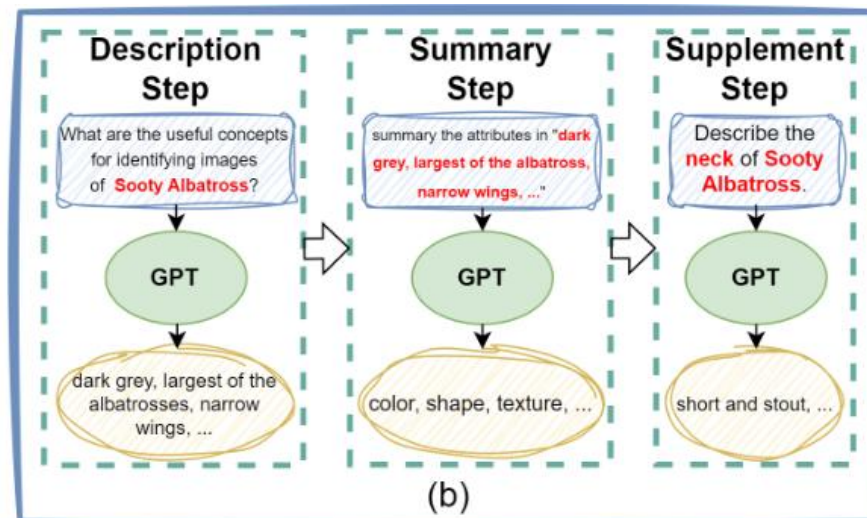 Description
Step
What are the useful concepts
for identifying images
of Sooty Albatross?
GPT
dark grey, largest of the
albatrosses, narrow
wings, ...
Summary
Step
summary the attributes in "dark
grey, largest of the albatross,
narrow wings, ..."
GPT
color, shape, texture, ...
Supplement
Step
Describe the
neck of Sooty
Albatross.
GPT
short and stout, ...
(b)